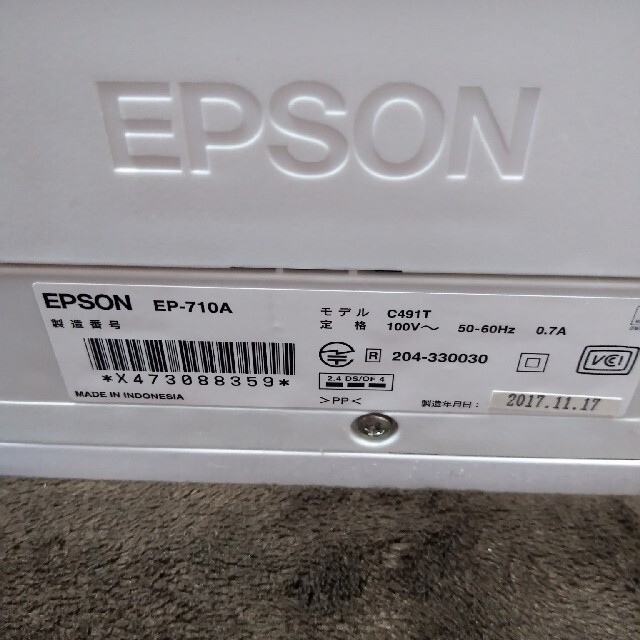 EPSON
EPSON EP-710A
製造番号
*X473088359*
MADE IN INDONESIA
モデル C491T
定格 100V～ 50-60Hz 0.7A
R 204-330030
2.4 DS/OF 4
>PP<
製造年月日: 2017.11.17
VCI